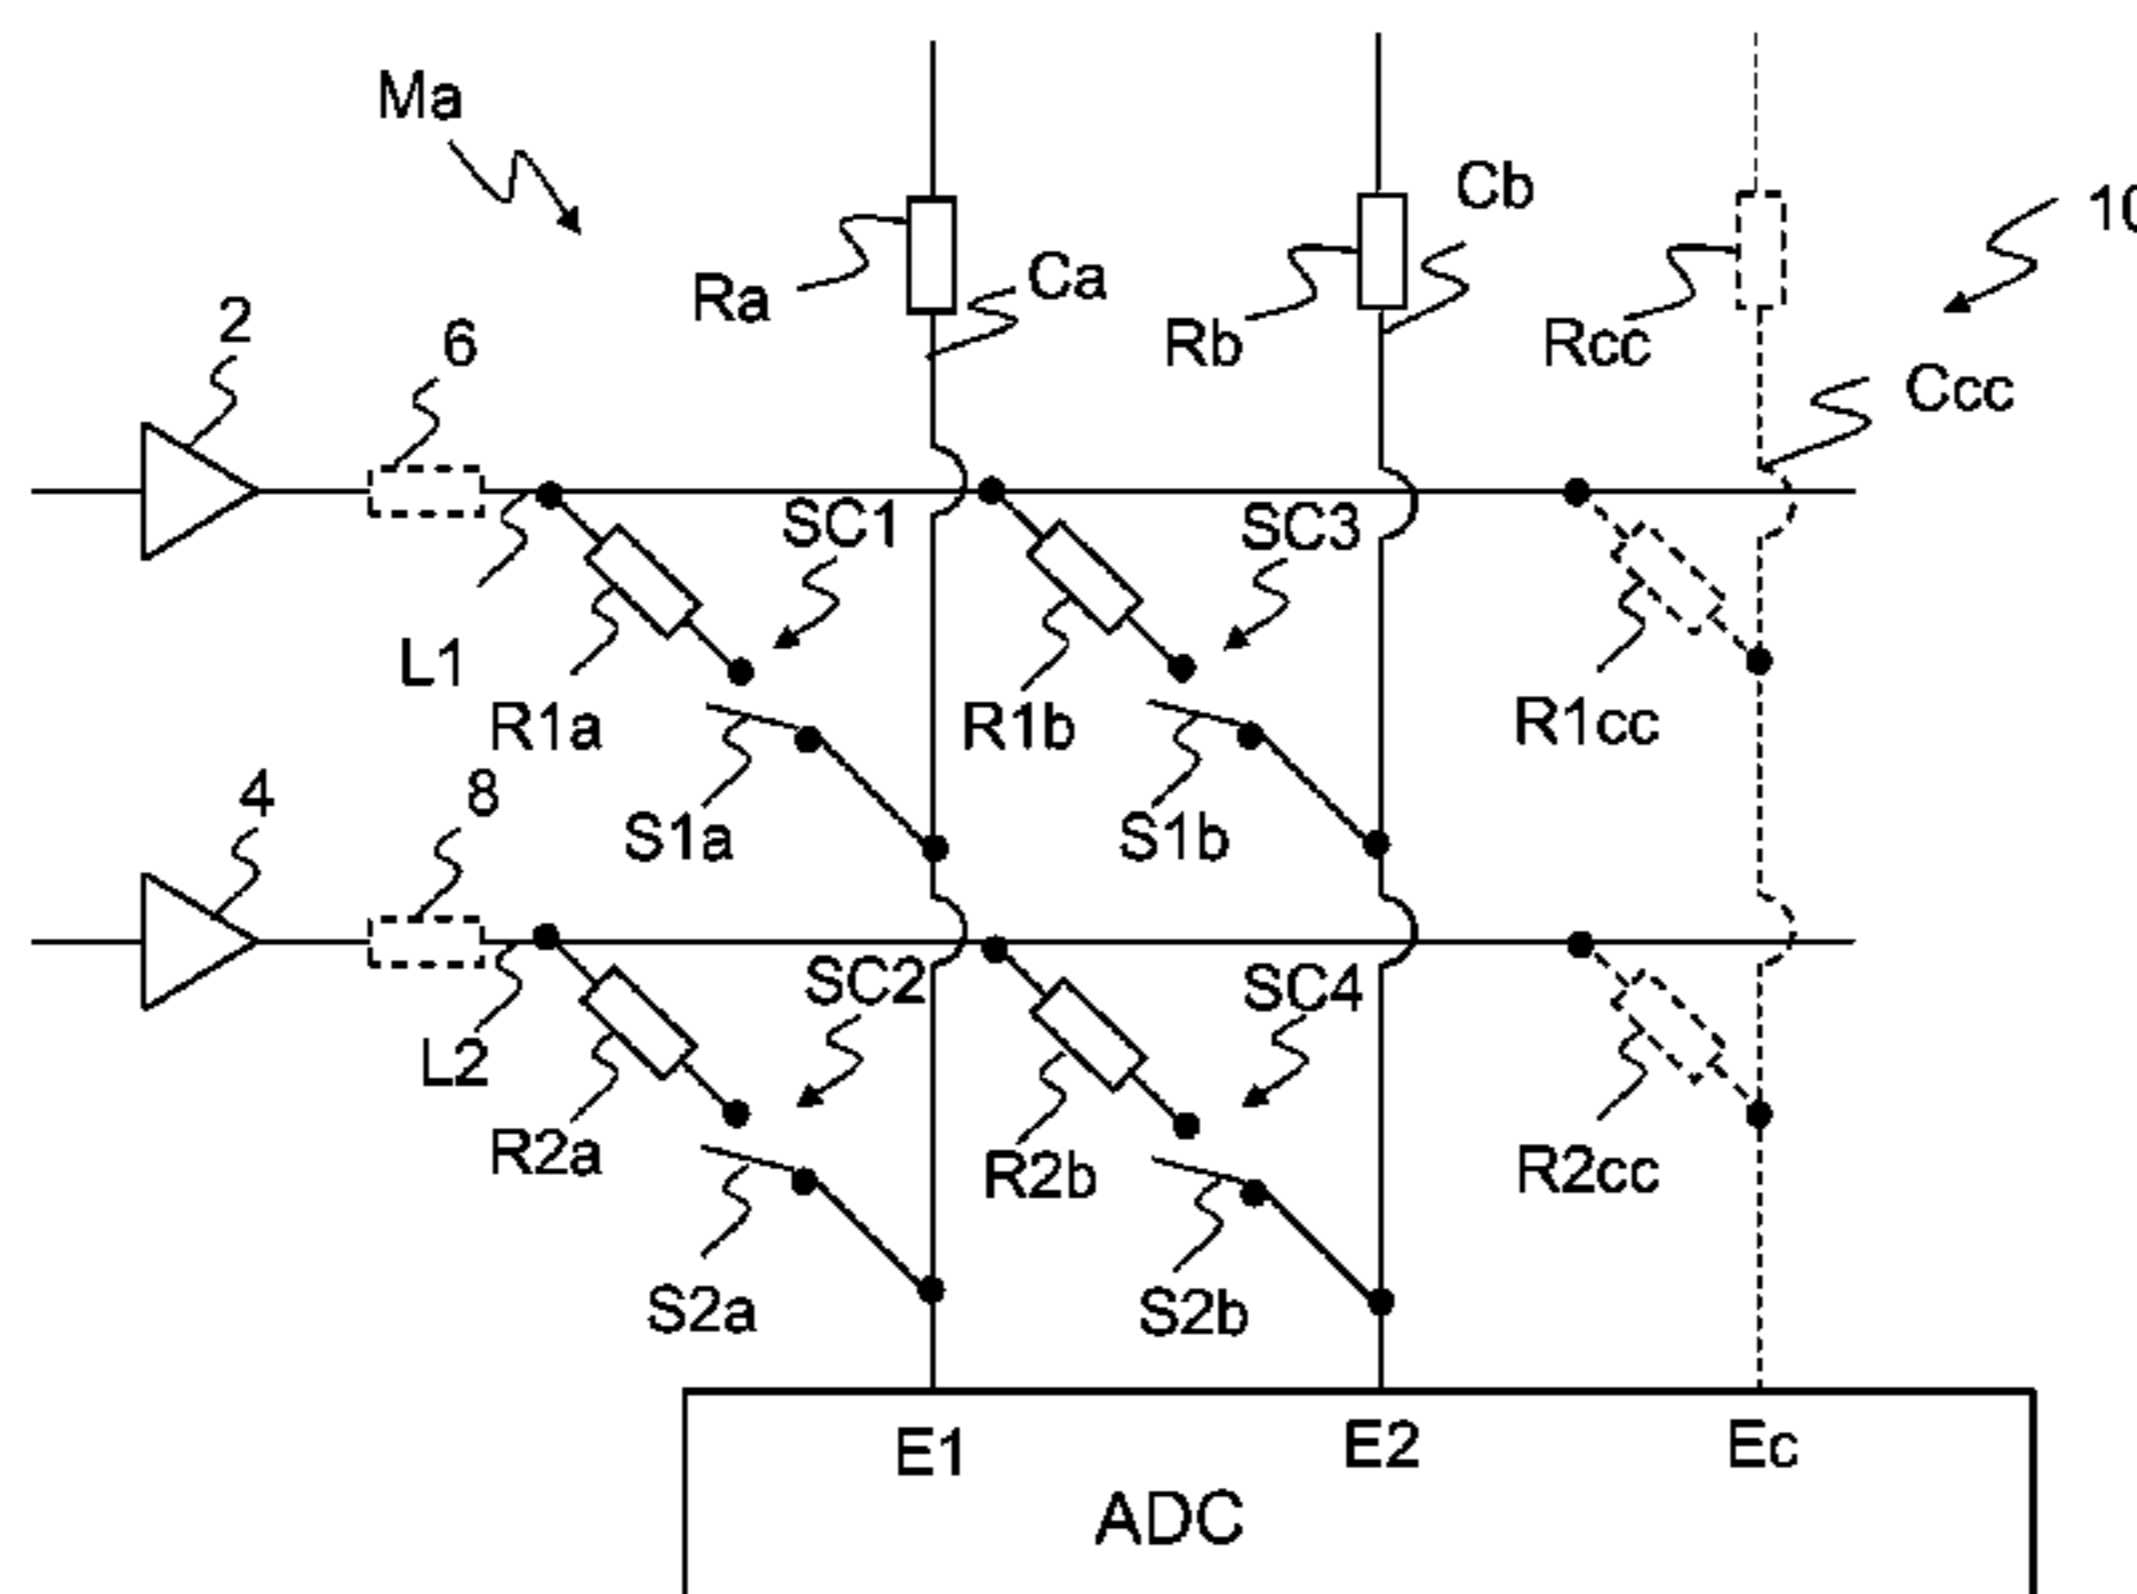 Ma
Cb
10
Ra
Ca
2
6
Rb
Rcc
Ccc
SC1
SC3
L1
R1a
R1b
R1cc
4
8
S1a
S1b
SC2
SC4
L2
R2a
R2b
R2cc
S2a
S2b
E1
E2
Ec
ADC